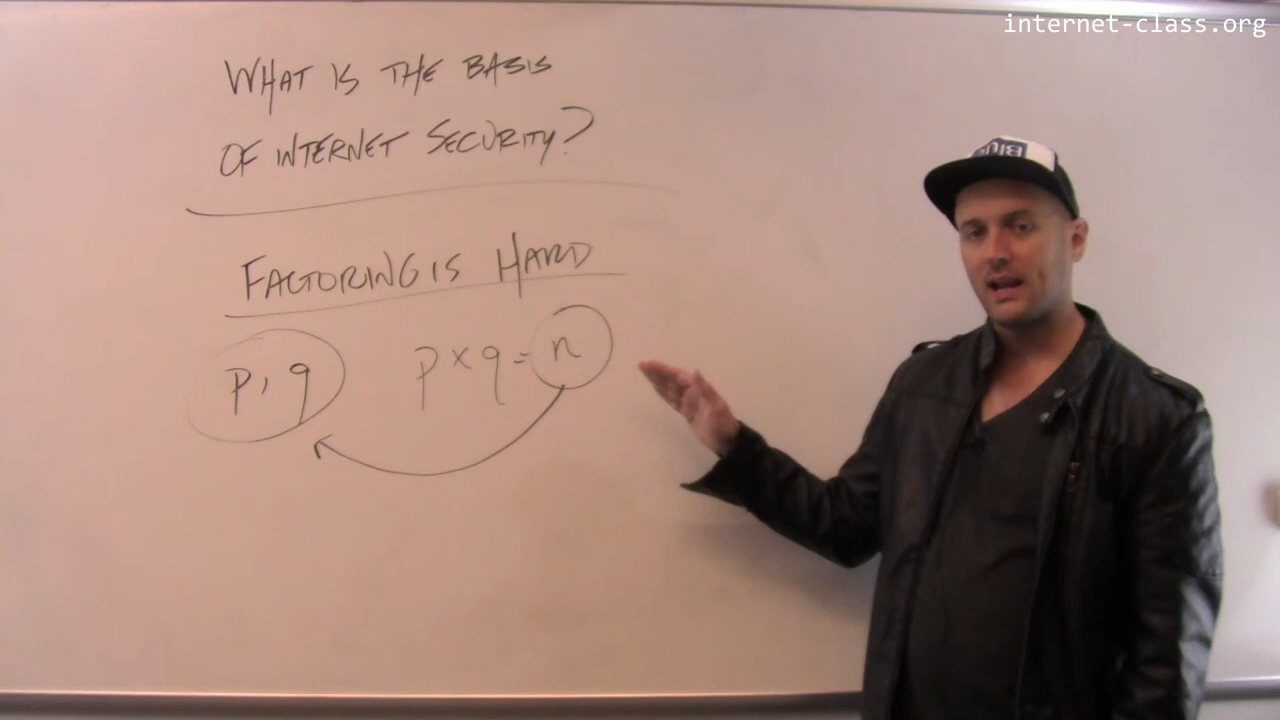 internet-class.org
WHAT IS THE BASIS
OF INTERNET SECURITY?
FACTORING IS HARD
p, q p × q = n